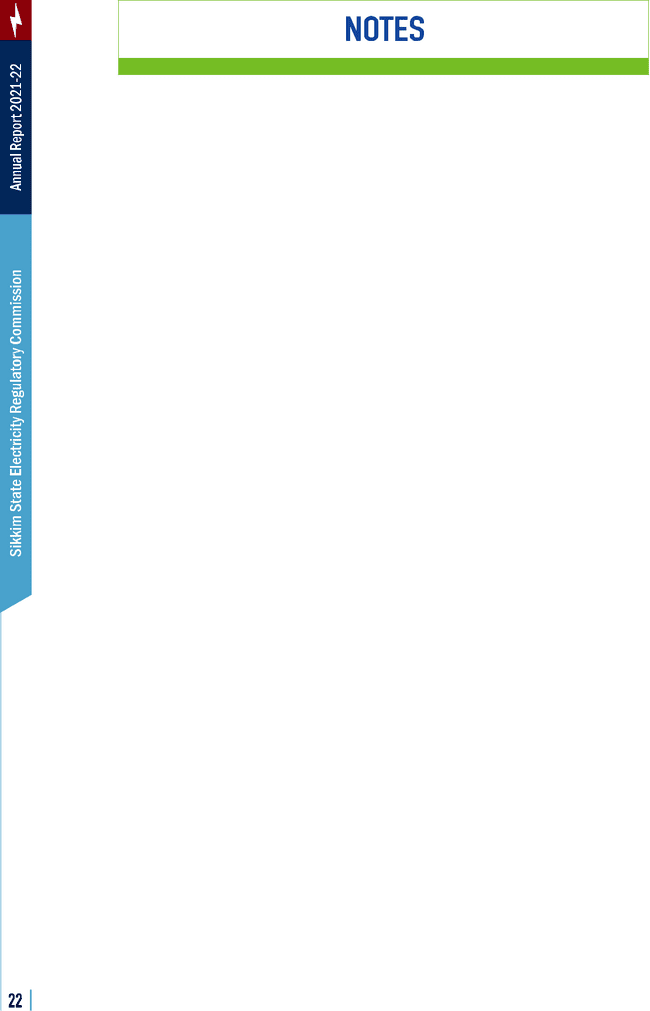 NOTES
Annual Report 2021-22
Sikkim State Electricity Regulatory Commission
22